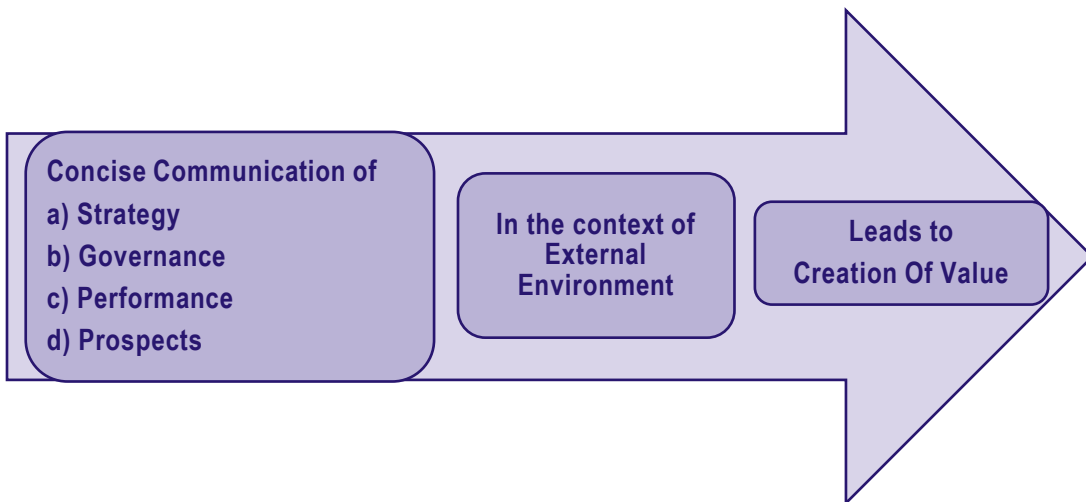 Concise Communication of
a) Strategy
b) Governance
c) Performance
d) Prospects
In the context of
External
Environment
Leads to
Creation Of Value